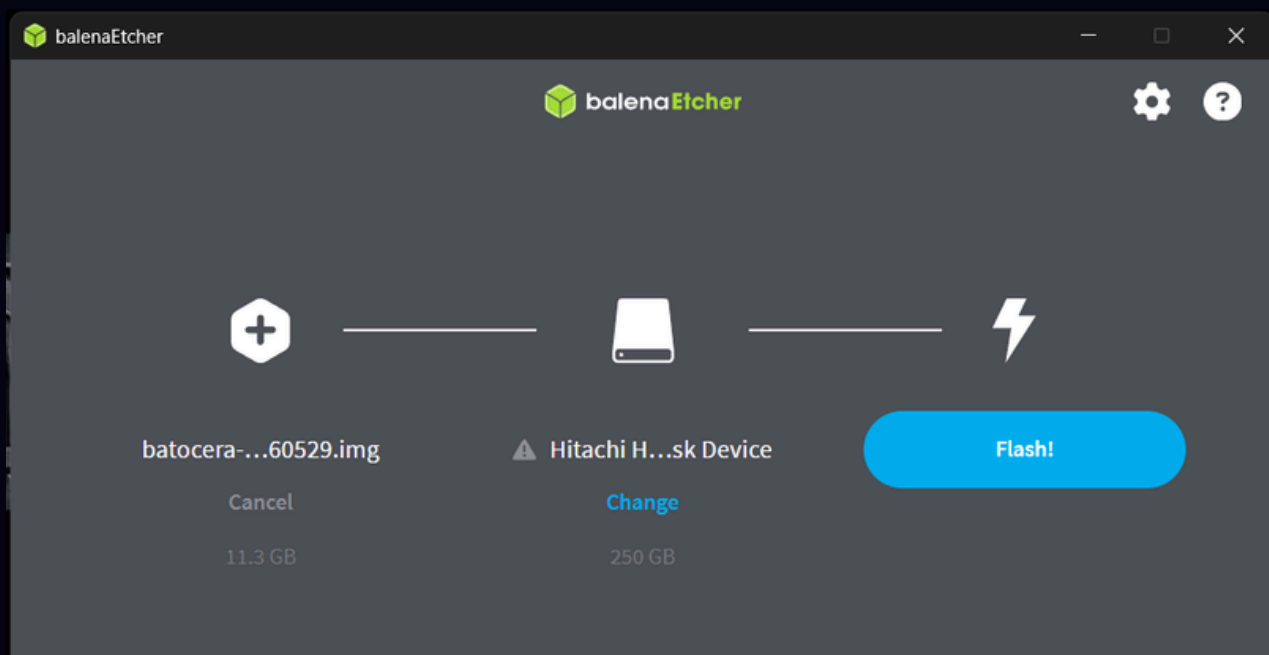 balenaEtcher
balenaEtcher
?
batocera-...60529.img
Hitachi H...sk Device
Flash!
Cancel
Change
11.3 GB
250 GB